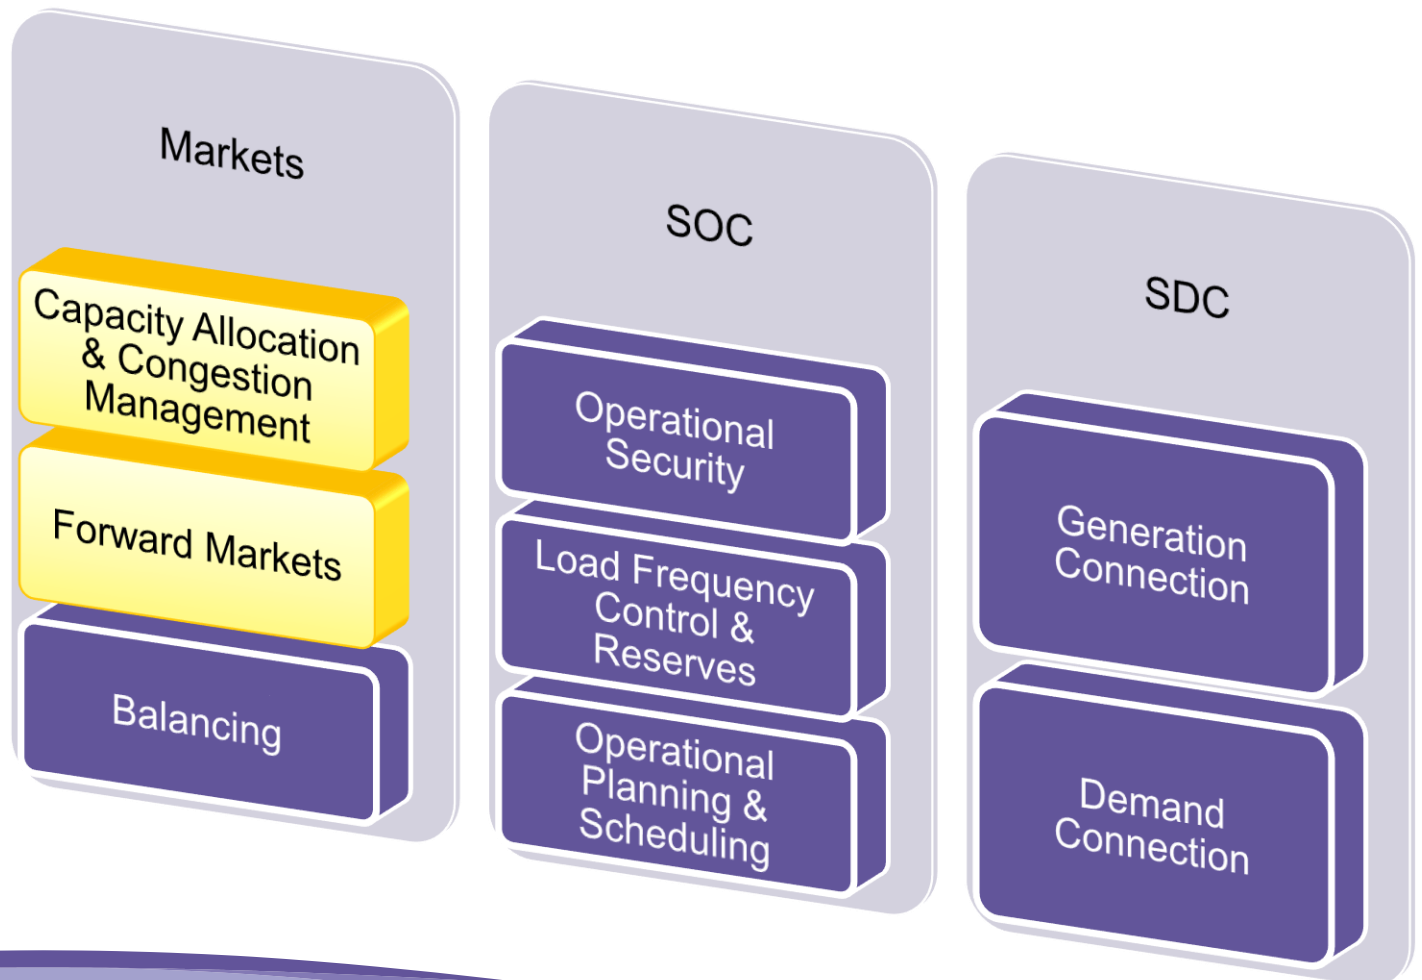 Markets
Capacity Allocation
& Congestion
Management
Forward Markets
Balancing
SOC
Operational
Security
Load Frequency
Control &
Reserves
Operational
Planning &
Scheduling
SDC
Generation
Connection
Demand
Connection